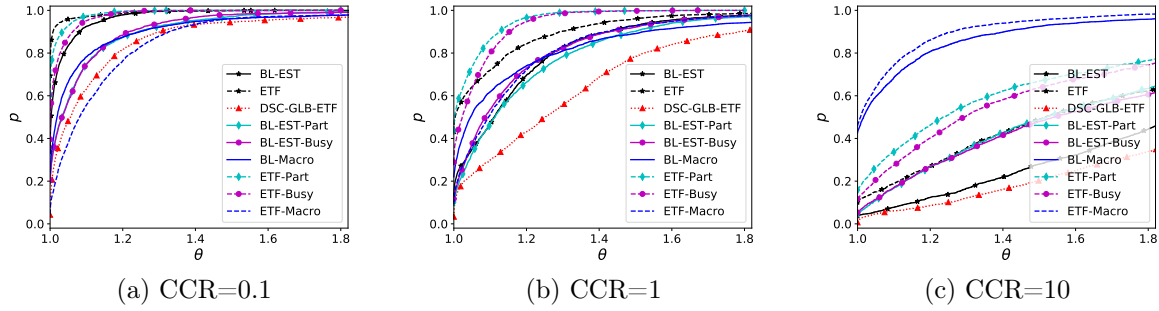 1.0
0.8
0.6
0.4
0.2
0.0
p
1.0 1.2 1.4 1.6 1.8
θ
BL-EST
ETF
DSC-GLB-ETF
BL-EST-Part
BL-EST-Busy
BL-Macro
ETF-Part
ETF-Busy
ETF-Macro
(a) CCR=0.1
1.0
0.8
0.6
0.4
0.2
0.0
p
1.0 1.2 1.4 1.6 1.8
θ
BL-EST
ETF
DSC-GLB-ETF
BL-EST-Part
BL-EST-Busy
BL-Macro
ETF-Part
ETF-Busy
ETF-Macro
(b) CCR=1
1.0
0.8
0.6
0.4
0.2
0.0
p
1.0 1.2 1.4 1.6 1.8
θ
BL-EST
ETF
DSC-GLB-ETF
BL-EST-Part
BL-EST-Busy
BL-Macro
ETF-Part
ETF-Busy
ETF-Macro
(c) CCR=10